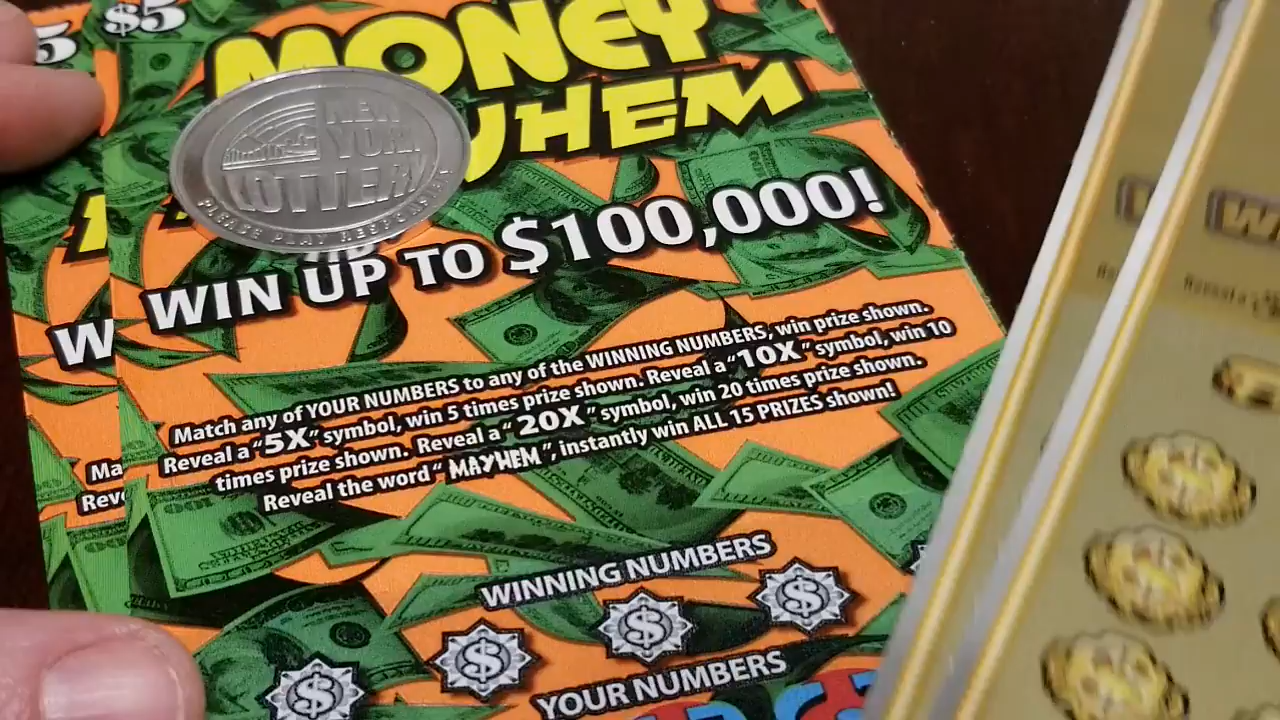 $5
5
MONEY
HEM
NEW
YORK
LOTTERY
PLEASE PLAY RESPONSIBLY
WIN UP TO $100,000!
W
Match any of YOUR NUMBERS to any of the WINNING NUMBERS, win prize shown.
Reveal a "5X" symbol, win 5 times prize shown. Reveal a "10X" symbol, win 10
times prize shown. Reveal a "20X" symbol, win 20 times prize shown.
Reveal the word "MAYHEM", instantly win ALL 15 PRIZES shown!
Ma
Reve
WINNING NUMBERS
$ $ $ $
YOUR NUMBERS
W